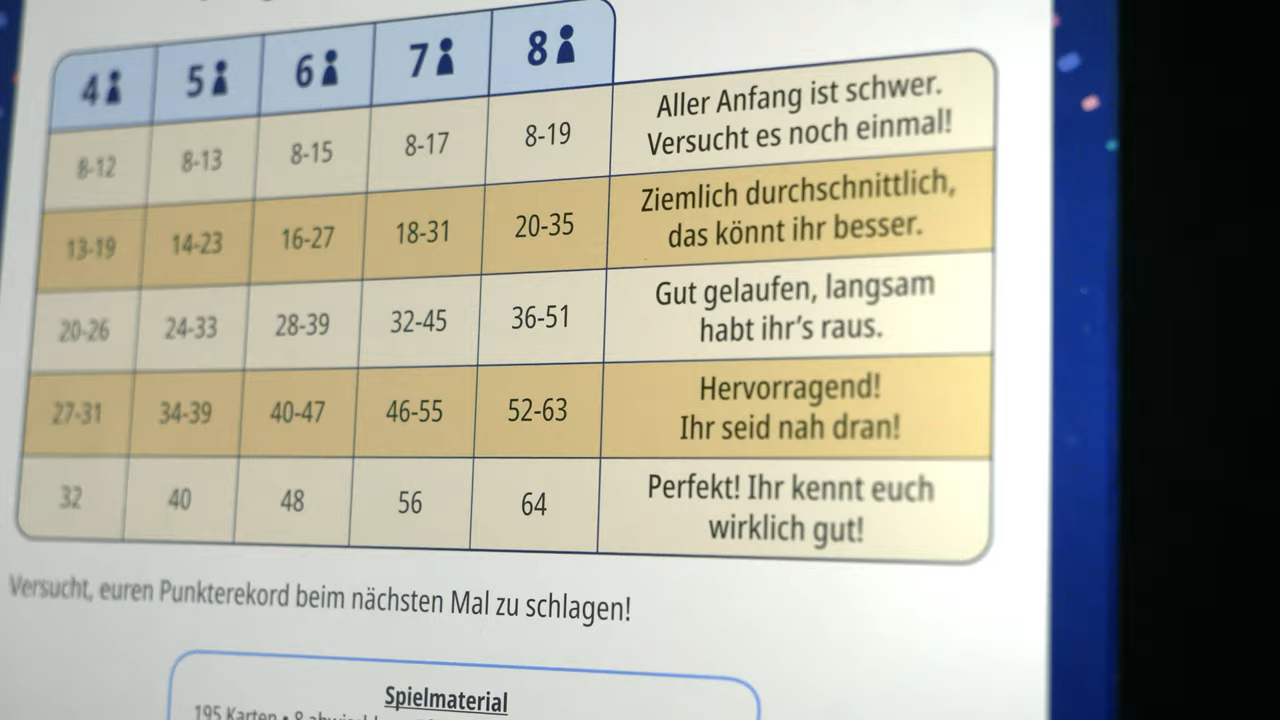 4 5 6 7 8
8-12 8-13 8-15 8-17 8-19 Aller Anfang ist schwer.
Versucht es noch einmal!
13-19 14-23 16-27 18-31 20-35 Ziemlich durchschnittlich,
das könnt ihr besser.
20-26 24-33 28-39 32-45 36-51 Gut gelaufen, langsam
habt ihr's raus.
27-31 34-39 40-47 46-55 52-63 Hervorragend!
Ihr seid nah dran!
32 40 48 56 64 Perfekt! Ihr kennt euch
wirklich gut!
Versucht, euren Punkterekord beim nächsten Mal zu schlagen!
Spielmaterial
195 Karten • 8